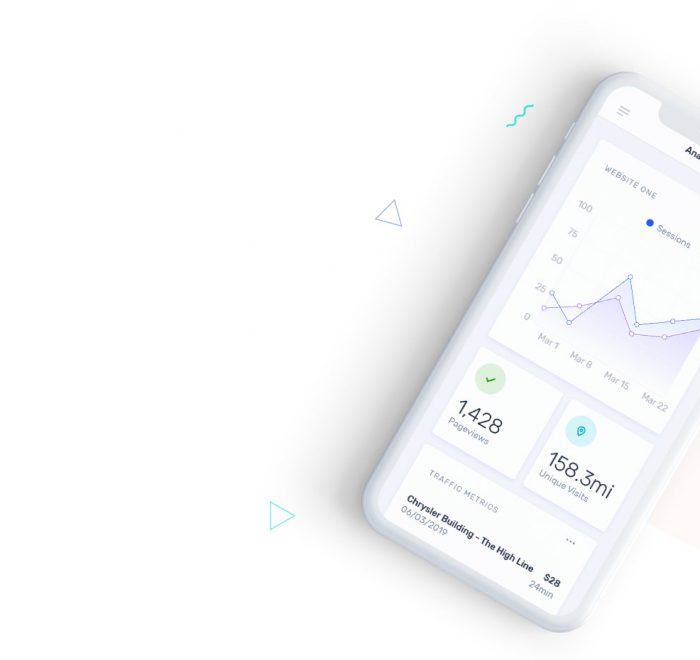 Ana
WEBSITE ONE
100
Sessions
75
50
25
0
Mar 1
Mar 8
Mar 15
Mar 22
1,428
Pageviews
158.3mi
Unique Visits
TRAFFIC METRICS
...
Chrysler Building - The High Line
$28
06/03/2019
24min